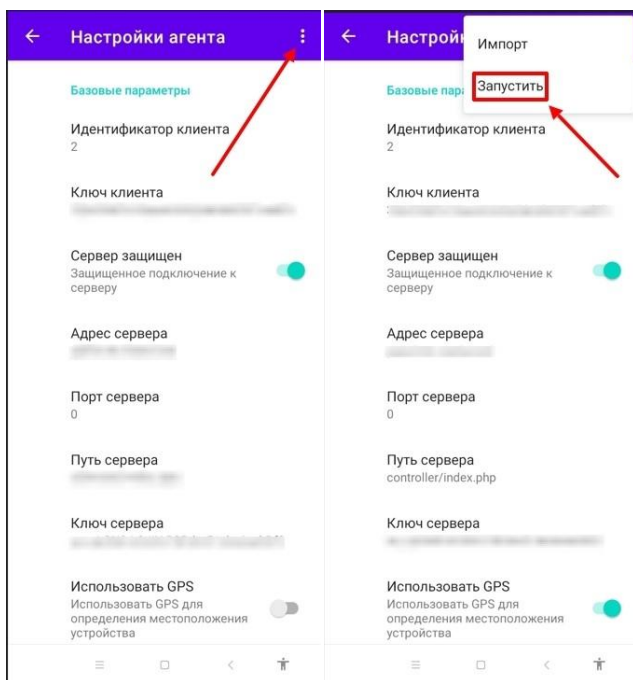 Настройки агента
Базовые параметры
Идентификатор клиента
2
Ключ клиента
Сервер защищен
Защищенное подключение к
серверу
Адрес сервера
Порт сервера
0
Путь сервера
Ключ сервера
Использовать GPS
Использовать GPS для
определения местоположения
устройства
Настрой
Импорт
Запустить
Базовые пара
Идентификатор клиента
2
Ключ клиента
Сервер защищен
Защищенное подключение к
серверу
Адрес сервера
Порт сервера
0
Путь сервера
controller/index.php
Ключ сервера
Использовать GPS
Использовать GPS для
определения местоположения
устройства